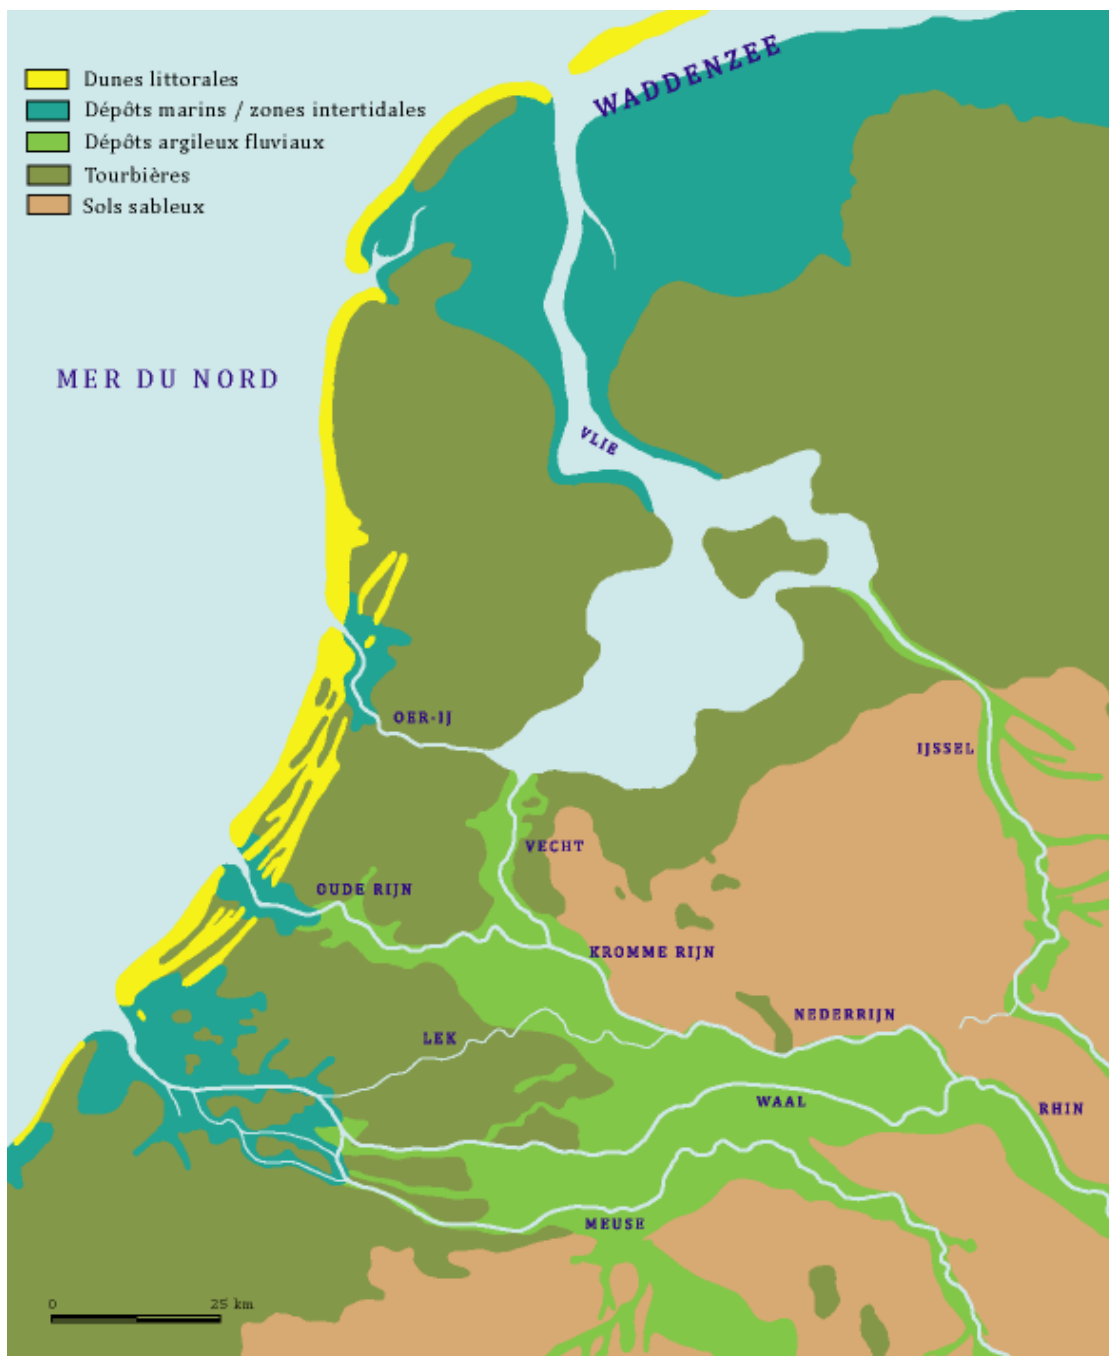 WADDENZEE
Dunes littorales
Dépôts marins / zones intertidales
Dépôts argileux fluviaux
Tourbières
Sols sableux
MER DU NORD
VLIE
OER-IJ
IJSSEL
VECHT
OUDE RIJN
KROMME RIJN
NEDERRIJN
LEK
WAAL
RHIN
MEUSE
0 25 km